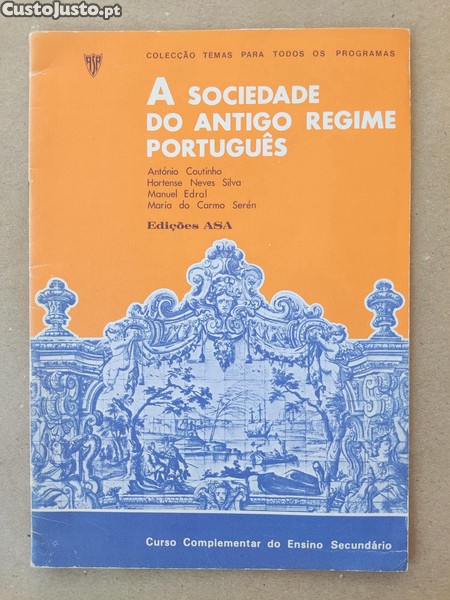 CustoJusto.pt
ASA
COLECÇÃO TEMAS PARA TODOS OS PROGRAMAS
A SOCIEDADE
DO ANTIGO REGIME
PORTUGUÊS
António Coutinho
Hortense Neves Silva
Manuel Edral
Maria do Carmo Serén
Edições ASA
Curso Complementar do Ensino Secundário